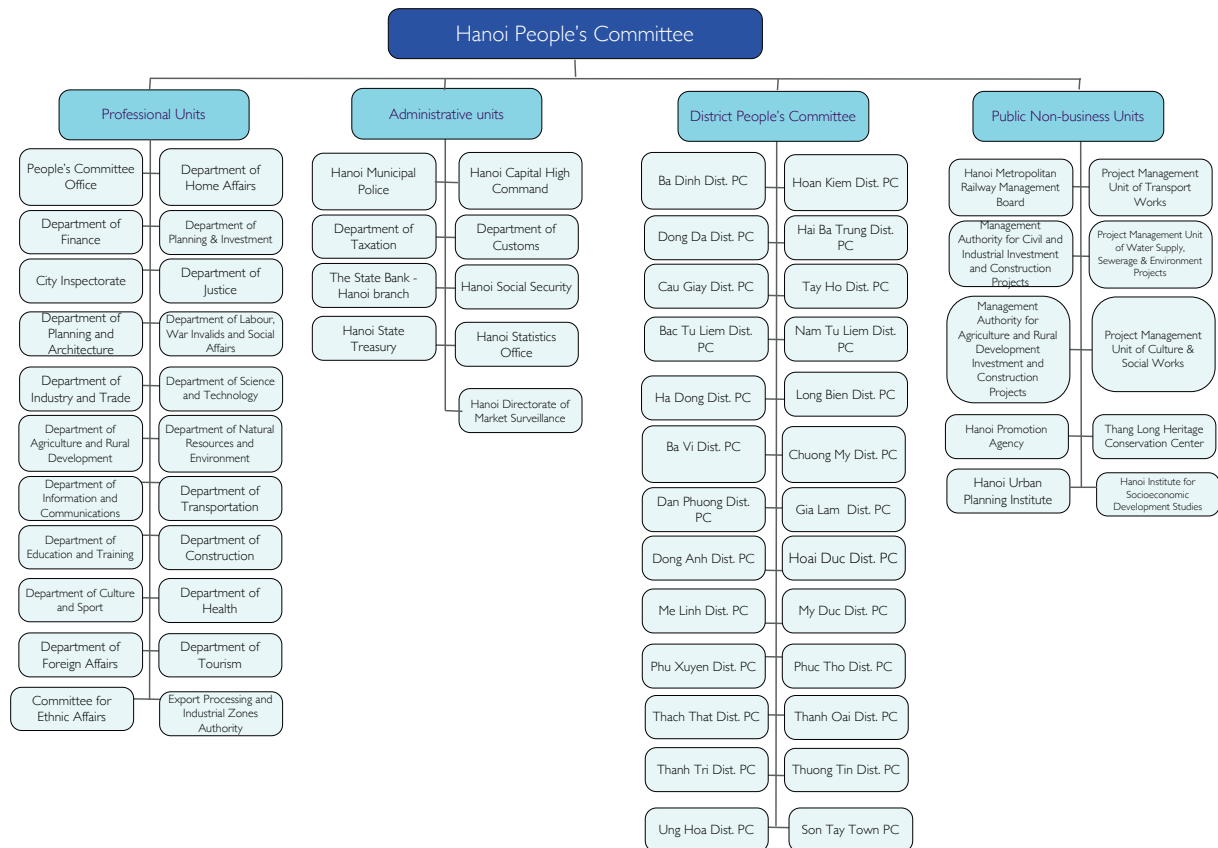 Hanoi People's Committee
Professional Units
Administrative units
District People's Committee
Public Non-business Units
People's Committee
Office
Department of
Home Affairs
Department of
Finance
Department of
Planning & Investment
City Inspectorate
Department of
Justice
Department of
Planning and
Architecture
Department of Labour,
War Invalids and Social
Affairs
Department of
Industry and Trade
Department of Science
and Technology
Department of
Agriculture and Rural
Development
Department of Natural
Resources and
Environment
Department of
Information and
Communications
Department of
Transportation
Department of
Education and Training
Department of
Construction
Department of Culture
and Sport
Department of
Health
Department of
Foreign Affairs
Department of
Tourism
Committee for
Ethnic Affairs
Export Processing and
Industrial Zones
Authority
Hanoi Municipal
Police
Hanoi Capital High
Command
Department of
Taxation
Department of
Customs
The State Bank -
Hanoi branch
Hanoi Social Security
Hanoi State
Treasury
Hanoi Statistics
Office
Hanoi Directorate of
Market Surveillance
Ba Dinh Dist. PC
Hoan Kiem Dist. PC
Dong Da Dist. PC
Hai Ba Trung Dist.
PC
Cau Giay Dist. PC
Tay Ho Dist. PC
Bac Tu Liem Dist.
PC
Nam Tu Liem Dist.
PC
Ha Dong Dist. PC
Long Bien Dist. PC
Ba Vi Dist. PC
Chuong My Dist. PC
Dan Phuong Dist.
PC
Gia Lam Dist. PC
Dong Anh Dist. PC
Hoai Duc Dist. PC
Me Linh Dist. PC
My Duc Dist. PC
Phu Xuyen Dist. PC
Phuc Tho Dist. PC
Thach That Dist. PC
Thanh Oai Dist. PC
Thanh Tri Dist. PC
Thuong Tin Dist. PC
Ung Hoa Dist. PC
Son Tay Town PC
Hanoi Metropolitan
Railway Management
Board
Project Management
Unit of Transport
Works
Management
Authority for Civil and
Industrial Investment
and Construction
Projects
Project Management Unit
of Water Supply,
Sewerage & Environment
Projects
Management
Authority for
Agriculture and Rural
Development
Investment and
Construction
Projects
Project Management
Unit of Culture &
Social Works
Hanoi Promotion
Agency
Thang Long Heritage
Conservation Center
Hanoi Urban
Planning Institute
Hanoi Institute for
Socioeconomic
Development Studies